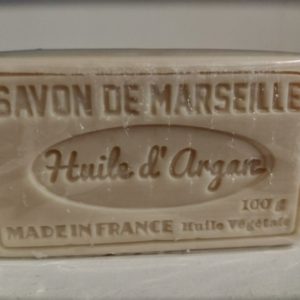 SAVON DE MARSEILLE
Huile d'Argan
100 g
MADE IN FRANCE Huile Végétale